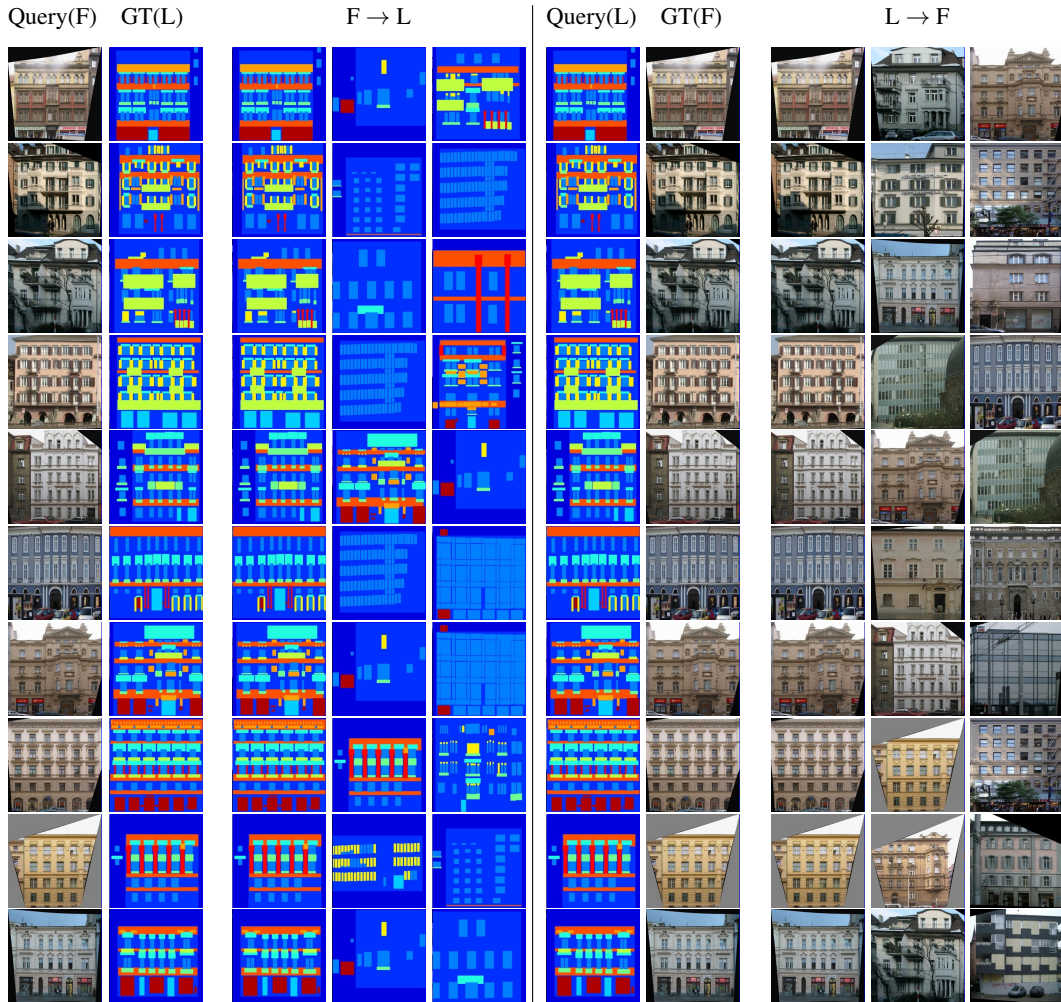 Query(F) GT(L) F → L Query(L) GT(F) L → F